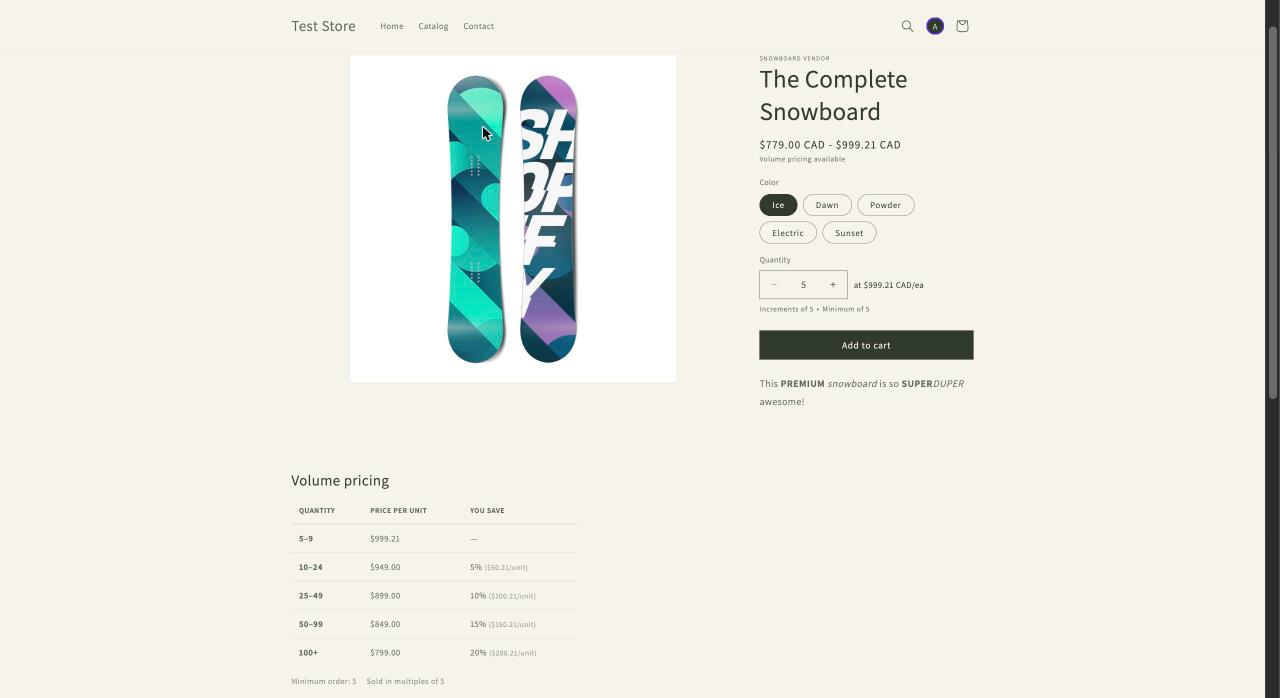 Test Store
Home
Catalog
Contact
A
SNOWBOARD VENDOR
The Complete
Snowboard
$779.00 CAD - $999.21 CAD
Volume pricing available
Color
Ice
Dawn
Powder
Electric
Sunset
Quantity
− 5 + at $999.21 CAD/ea
Increments of 5 • Minimum of 5
Add to cart
This PREMIUM snowboard is so SUPERDUPER
awesome!
SH
OP
IF
Y
Volume pricing
QUANTITY PRICE PER UNIT YOU SAVE
5–9 $999.21 —
10–24 $949.00 5% ($50.21/unit)
25–49 $899.00 10% ($100.21/unit)
50–99 $849.00 15% ($150.21/unit)
100+ $799.00 20% ($200.21/unit)
Minimum order: 5 Sold in multiples of 5